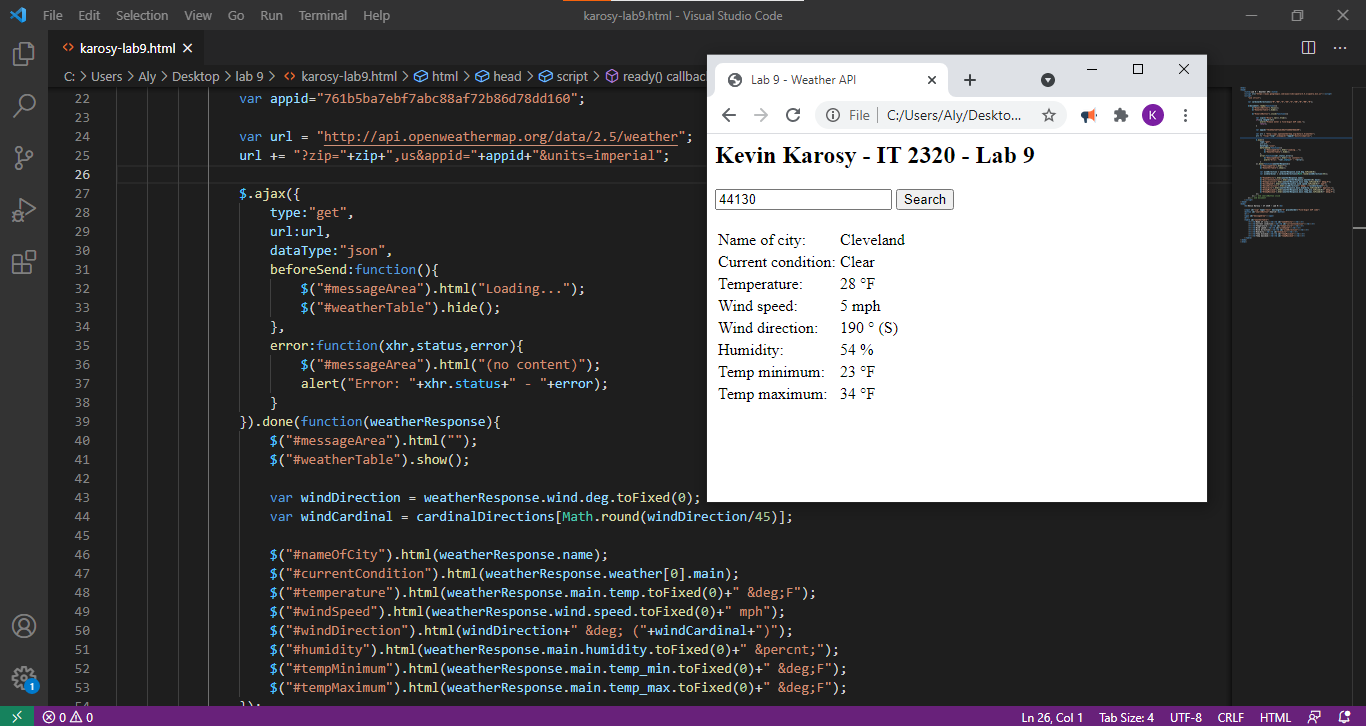 File Edit Selection View Go Run Terminal Help
karosy-lab9.html - Visual Studio Code
karosy-lab9.html
C: > Users > Aly > Desktop > lab 9 > karosy-lab9.html > html > head > script > ready() callbac
22 var appid="761b5ba7ebf7abc88af72b86d78dd160";
23
24 var url = "http://api.openweathermap.org/data/2.5/weather";
25 url += "?zip="+zip+",us&appid="+appid+"&units=imperial";
26
27 $.ajax({
28 type:"get",
29 url:url,
30 dataType:"json",
31 beforeSend:function(){
32 $("#messageArea").html("Loading...");
33 $("#weatherTable").hide();
34 },
35 error:function(xhr,status,error){
36 $("#messageArea").html("(no content)");
37 alert("Error: "+xhr.status+" - "+error);
38 }
39 }).done(function(weatherResponse){
40 $("#messageArea").html("");
41 $("#weatherTable").show();
42
43 var windDirection = weatherResponse.wind.deg.toFixed(0);
44 var windCardinal = cardinalDirections[Math.round(windDirection/45)];
45
46 $("#nameOfCity").html(weatherResponse.name);
47 $("#currentCondition").html(weatherResponse.weather[0].main);
48 $("#temperature").html(weatherResponse.main.temp.toFixed(0)+" &deg;F");
49 $("#windSpeed").html(weatherResponse.wind.speed.toFixed(0)+" mph");
50 $("#windDirection").html(windDirection+" &deg; ("+windCardinal+")");
51 $("#humidity").html(weatherResponse.main.humidity.toFixed(0)+" &percnt;");
52 $("#tempMinimum").html(weatherResponse.main.temp_min.toFixed(0)+" &deg;F");
53 $("#tempMaximum").html(weatherResponse.main.temp_max.toFixed(0)+" &deg;F");
Lab 9 - Weather API
File C:/Users/Aly/Deskto...
K
Kevin Karosy - IT 2320 - Lab 9
44130 Search
Name of city: Cleveland
Current condition: Clear
Temperature: 28 °F
Wind speed: 5 mph
Wind direction: 190 ° (S)
Humidity: 54 %
Temp minimum: 23 °F
Temp maximum: 34 °F
1
0 0
Ln 26, Col 1 Tab Size: 4 UTF-8 CRLF HTML